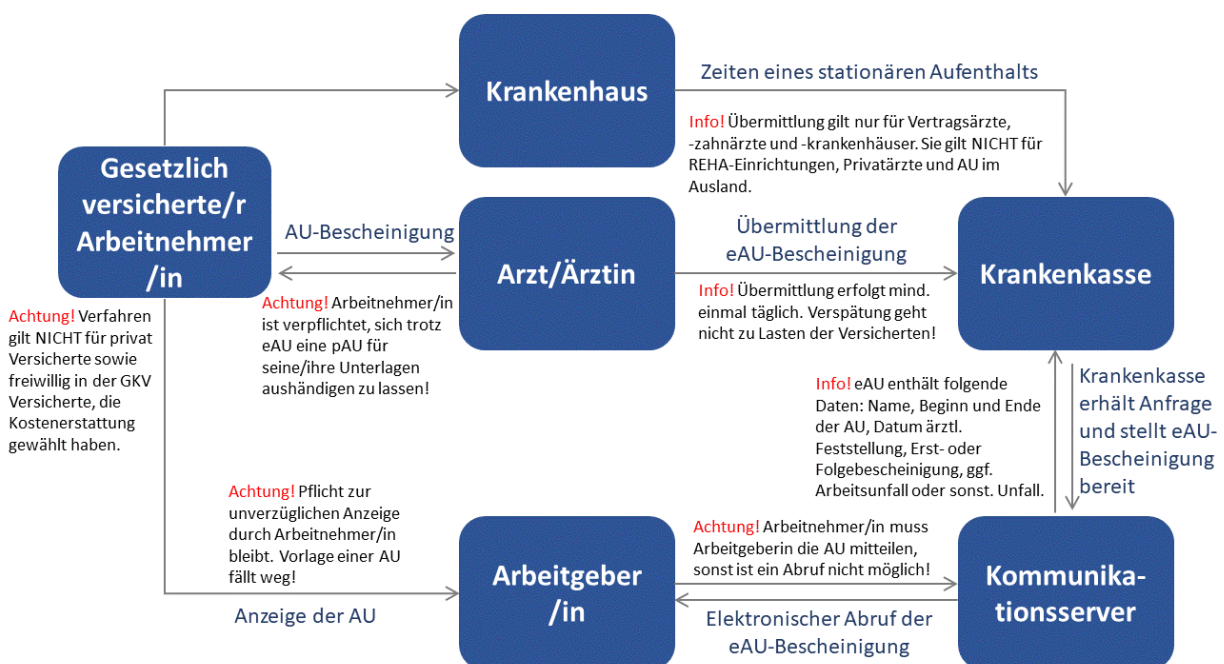 Krankenhaus
Zeiten eines stationären Aufenthalts
Info! Übermittlung gilt nur für Vertragsärzte,
-zahnärzte und -krankenhäuser. Sie gilt NICHT für
REHA-Einrichtungen, Privatärzte und AU im
Ausland.
Gesetzlich
versicherte/r
Arbeitnehmer
/in
AU-Bescheinigung
Arzt/Ärztin
Übermittlung der
eAU-Bescheinigung
Krankenkasse
Achtung! Verfahren
gilt NICHT für privat
Versicherte sowie
freiwillig in der GKV
Versicherte, die
Kostenerstattung
gewählt haben.
Achtung! Arbeitnehmer/in
ist verpflichtet, sich trotz
eAU eine pAU für
seine/ihre Unterlagen
aushändigen zu lassen!
Info! Übermittlung erfolgt mind.
einmal täglich. Verspätung geht
nicht zu Lasten der Versicherten!
Info! eAU enthält folgende
Daten: Name, Beginn und Ende
der AU, Datum ärztl.
Feststellung, Erst- oder
Folgebescheinigung, ggf.
Arbeitsunfall oder sonst. Unfall.
Krankenkasse
erhält Anfrage
und stellt eAU-
Bescheinigung
bereit
Achtung! Pflicht zur
unverzüglichen Anzeige
durch Arbeitnehmer/in
bleibt. Vorlage einer AU
fällt weg!
Anzeige der AU
Arbeitgeber
/in
Achtung! Arbeitnehmer/in muss
Arbeitgeberin die AU mitteilen,
sonst ist ein Abruf nicht möglich!
Elektronischer Abruf der
eAU-Bescheinigung
Kommunika-
tionsserver